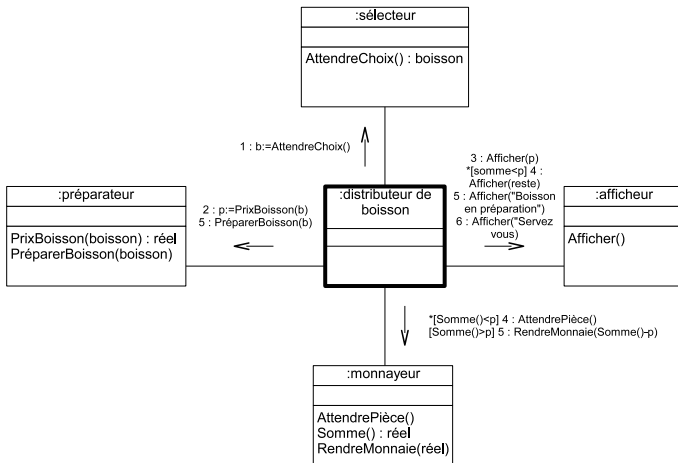 :sélecteur
AttendreChoix() : boisson
1 : b:=AttendreChoix()
3 : Afficher(p)
*[somme<p] 4 :
Afficher(reste)
5 : Afficher("Boisson
en préparation")
6 : Afficher("Servez
vous)
:préparateur
PrixBoisson(boisson) : réel
PréparerBoisson(boisson)
2 : p:=PrixBoisson(b)
5 : PréparerBoisson(b)
:distributeur de
boisson
:afficheur
Afficher()
*[Somme()<p] 4 : AttendrePièce()
[Somme()>p] 5 : RendreMonnaie(Somme()-p)
:monnayeur
AttendrePièce()
Somme() : réel
RendreMonnaie(réel)